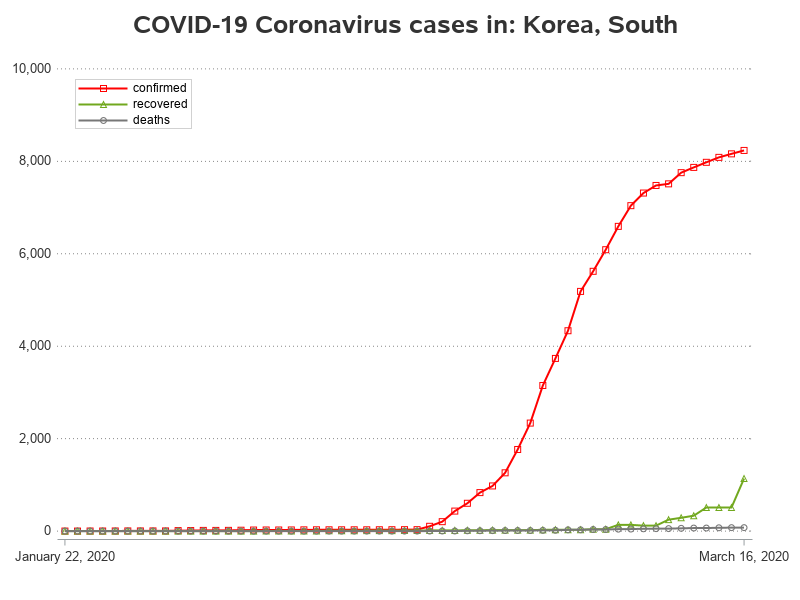 COVID-19 Coronavirus cases in: Korea, South
10,000
confirmed
recovered
deaths
8,000
6,000
4,000
2,000
0
January 22, 2020
March 16, 2020